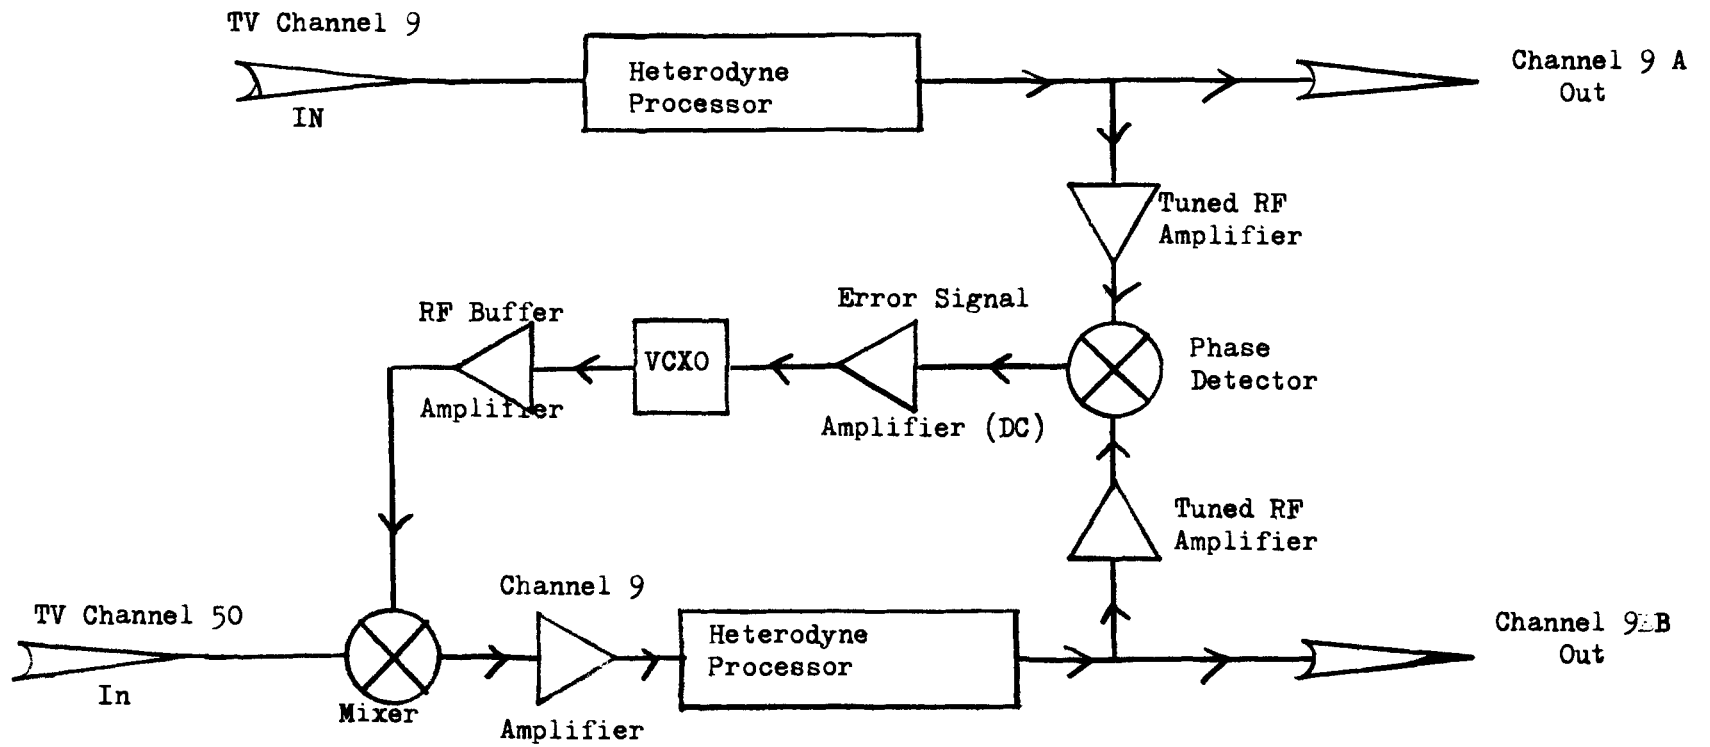 TV Channel 9
IN
Heterodyne
Processor
Channel 9 A
Out
Tuned RF
Amplifier
RF Buffer
Amplifier
VCXO
Error Signal
Amplifier (DC)
Phase
Detector
Tuned RF
Amplifier
TV Channel 50
In
Mixer
Channel 9
Amplifier
Heterodyne
Processor
Channel 9 B
Out